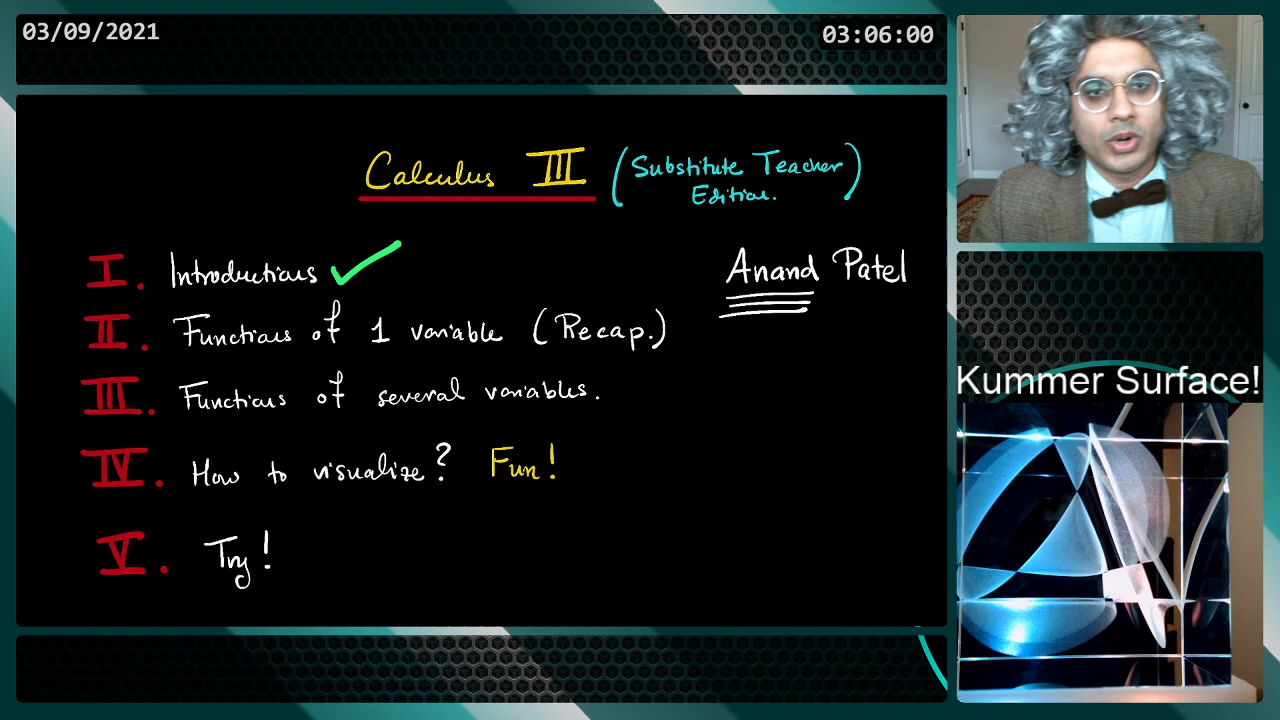 03/09/2021
03:06:00
Calculus III (Substitute Teacher
Edition.)
I. Introductions
Anand Patel
II. Functions of 1 variable (Recap.)
III. Functions of several variables.
IV. How to visualize? Fun!
V. Try!
Kummer Surface!